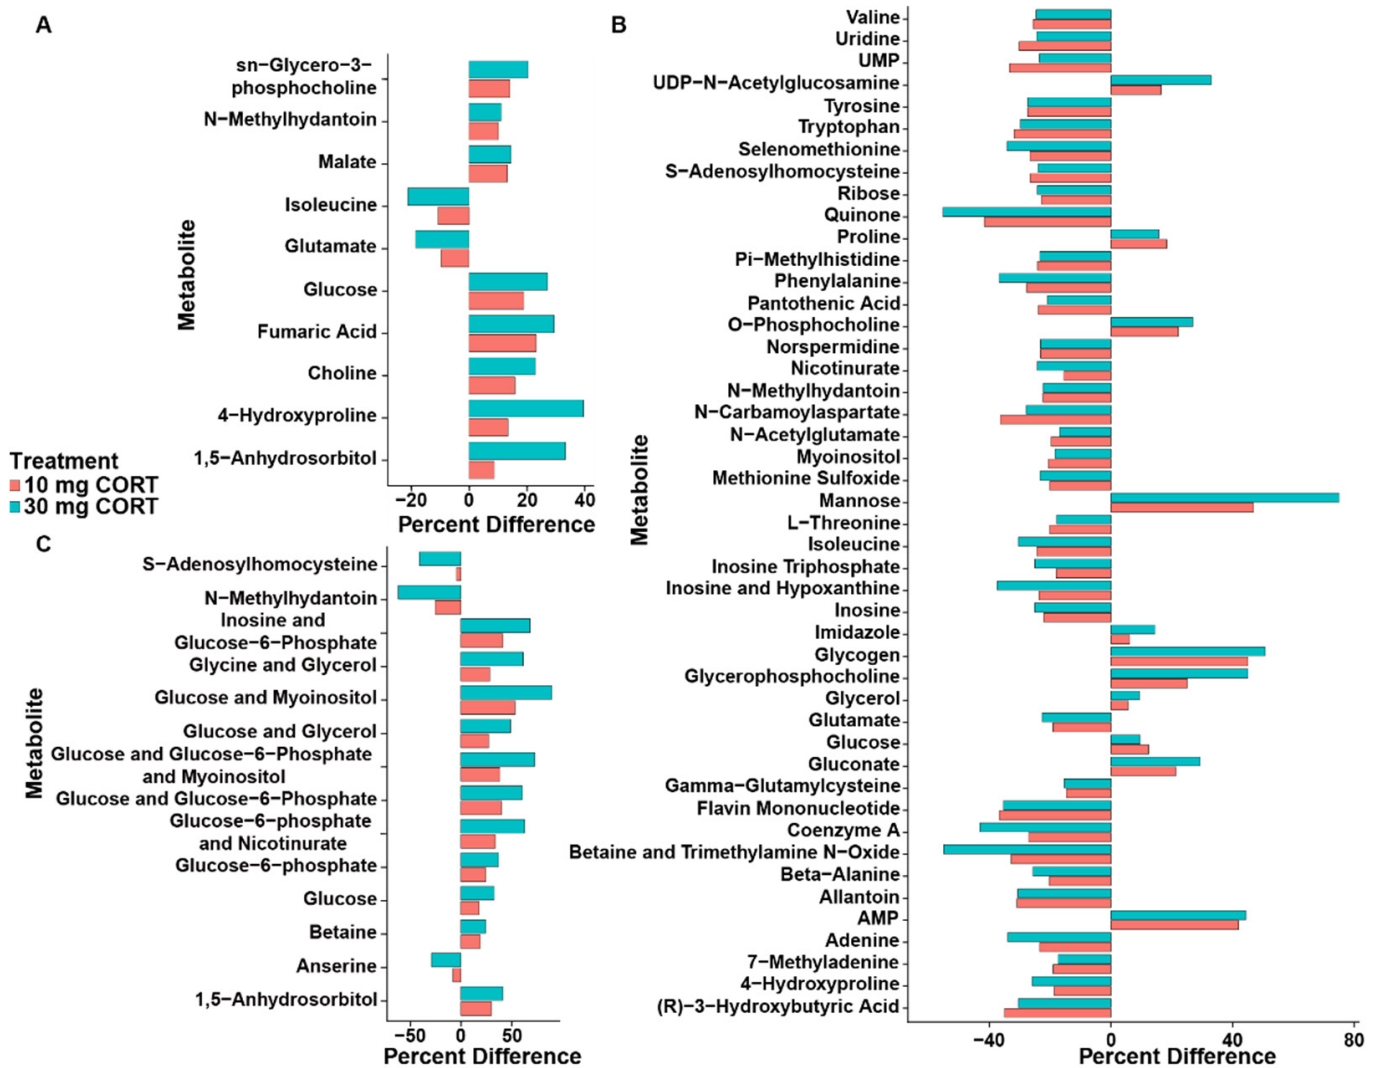 A
sn−Glycero−3−
phosphocholine
N−Methylhydantoin
Malate
Isoleucine
Glutamate
Glucose
Fumaric Acid
Choline
4−Hydroxyproline
1,5−Anhydrosorbitol
Metabolite
−20 0 20 40
Percent Difference
Treatment
10 mg CORT
30 mg CORT
B
Valine
Uridine
UMP
UDP−N−Acetylglucosamine
Tyrosine
Tryptophan
Selenomethionine
S−Adenosylhomocysteine
Ribose
Quinone
Proline
Pi−Methylhistidine
Phenylalanine
Pantothenic Acid
O−Phosphocholine
Norspermidine
Nicotinurate
N−Methylhydantoin
N−Carbamoylaspartate
N−Acetylglutamate
Myoinositol
Methionine Sulfoxide
Mannose
L−Threonine
Isoleucine
Inosine Triphosphate
Inosine and Hypoxanthine
Inosine
Imidazole
Glycogen
Glycerophosphocholine
Glycerol
Glutamate
Glucose
Gluconate
Gamma−Glutamylcysteine
Flavin Mononucleotide
Coenzyme A
Betaine and Trimethylamine N−Oxide
Beta−Alanine
Allantoin
AMP
Adenine
7−Methyladenine
4−Hydroxyproline
(R)−3−Hydroxybutyric Acid
Metabolite
−40 0 40 80
Percent Difference
C
S−Adenosylhomocysteine
N−Methylhydantoin
Inosine and
Glucose−6−Phosphate
Glycine and Glycerol
Glucose and Myoinositol
Glucose and Glycerol
Glucose and Glucose−6−Phosphate
and Myoinositol
Glucose and Glucose−6−Phosphate
Glucose−6−phosphate
and Nicotinurate
Glucose−6−phosphate
Glucose
Betaine
Anserine
1,5−Anhydrosorbitol
Metabolite
−50 0 50
Percent Difference